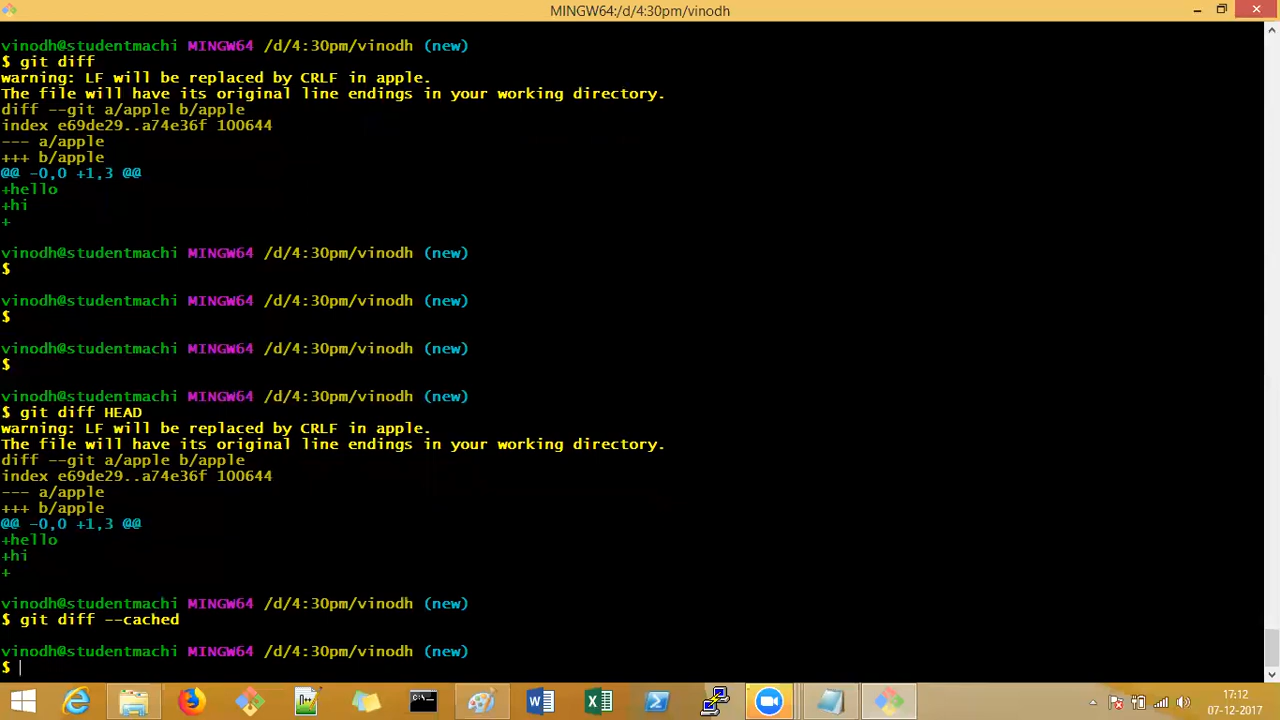 MINGW64:/d/4:30pm/vinodh
vinodh@studentmachi MINGW64 /d/4:30pm/vinodh (new)
$ git diff
warning: LF will be replaced by CRLF in apple.
The file will have its original line endings in your working directory.
diff --git a/apple b/apple
index e69de29..a74e36f 100644
--- a/apple
+++ b/apple
@@ -0,0 +1,3 @@
+hello
+hi
+
vinodh@studentmachi MINGW64 /d/4:30pm/vinodh (new)
$
vinodh@studentmachi MINGW64 /d/4:30pm/vinodh (new)
$
vinodh@studentmachi MINGW64 /d/4:30pm/vinodh (new)
$
vinodh@studentmachi MINGW64 /d/4:30pm/vinodh (new)
$ git diff HEAD
warning: LF will be replaced by CRLF in apple.
The file will have its original line endings in your working directory.
diff --git a/apple b/apple
index e69de29..a74e36f 100644
--- a/apple
+++ b/apple
@@ -0,0 +1,3 @@
+hello
+hi
+
vinodh@studentmachi MINGW64 /d/4:30pm/vinodh (new)
$ git diff --cached
vinodh@studentmachi MINGW64 /d/4:30pm/vinodh (new)
$
17:12
07-12-2017